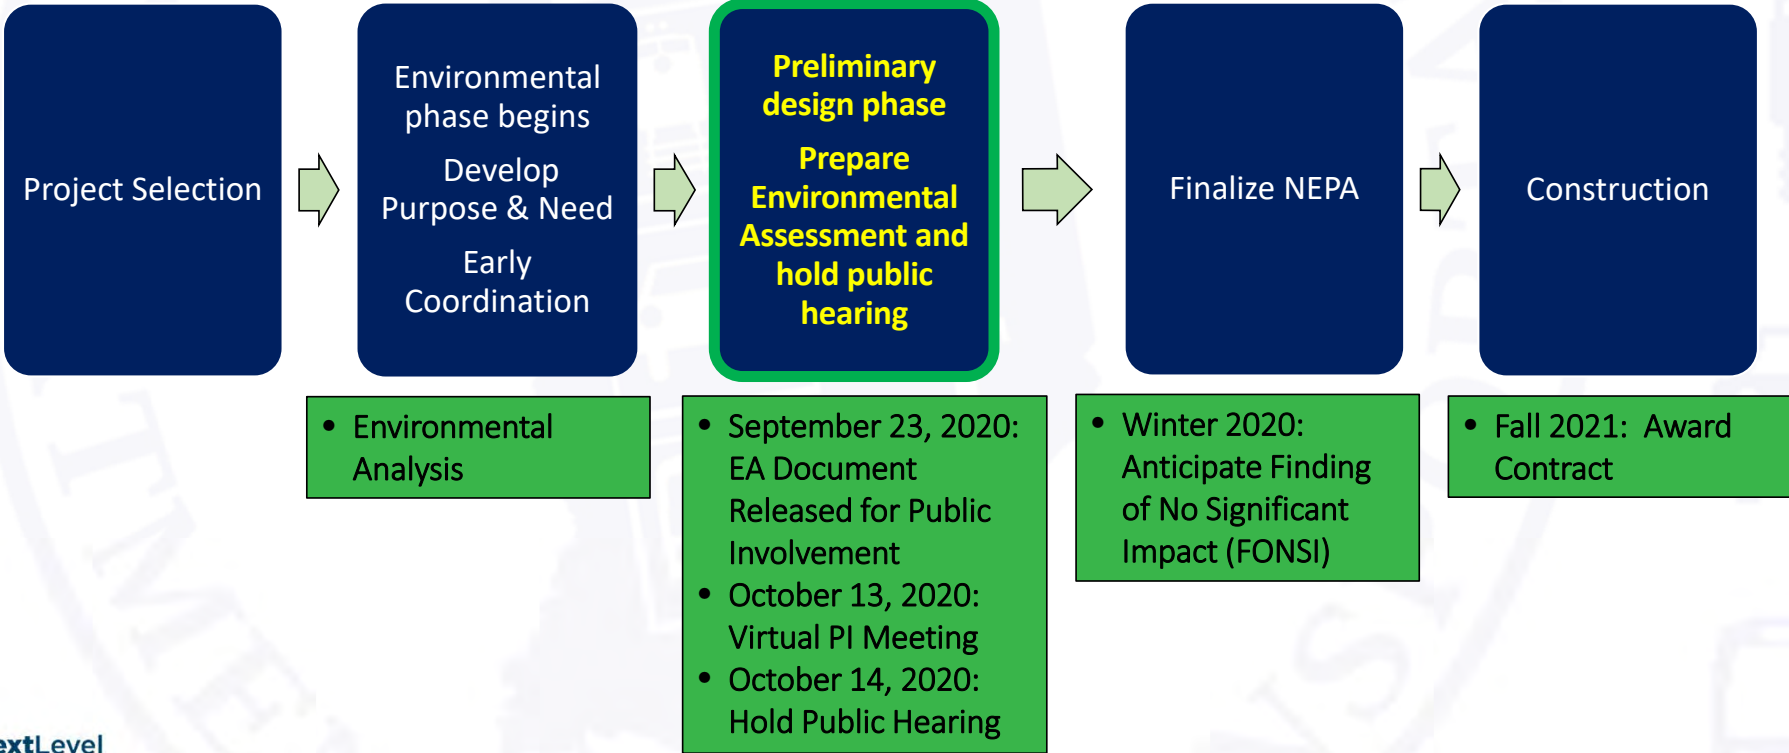 Project Selection
Environmental
phase begins
Develop
Purpose & Need
Early
Coordination
Preliminary
design phase
Prepare
Environmental
Assessment and
hold public
hearing
Finalize NEPA
Construction
• Environmental
Analysis
• September 23, 2020:
EA Document
Released for Public
Involvement
• October 13, 2020:
Virtual PI Meeting
• October 14, 2020:
Hold Public Hearing
• Winter 2020:
Anticipate Finding
of No Significant
Impact (FONSI)
• Fall 2021: Award
Contract
extLevel